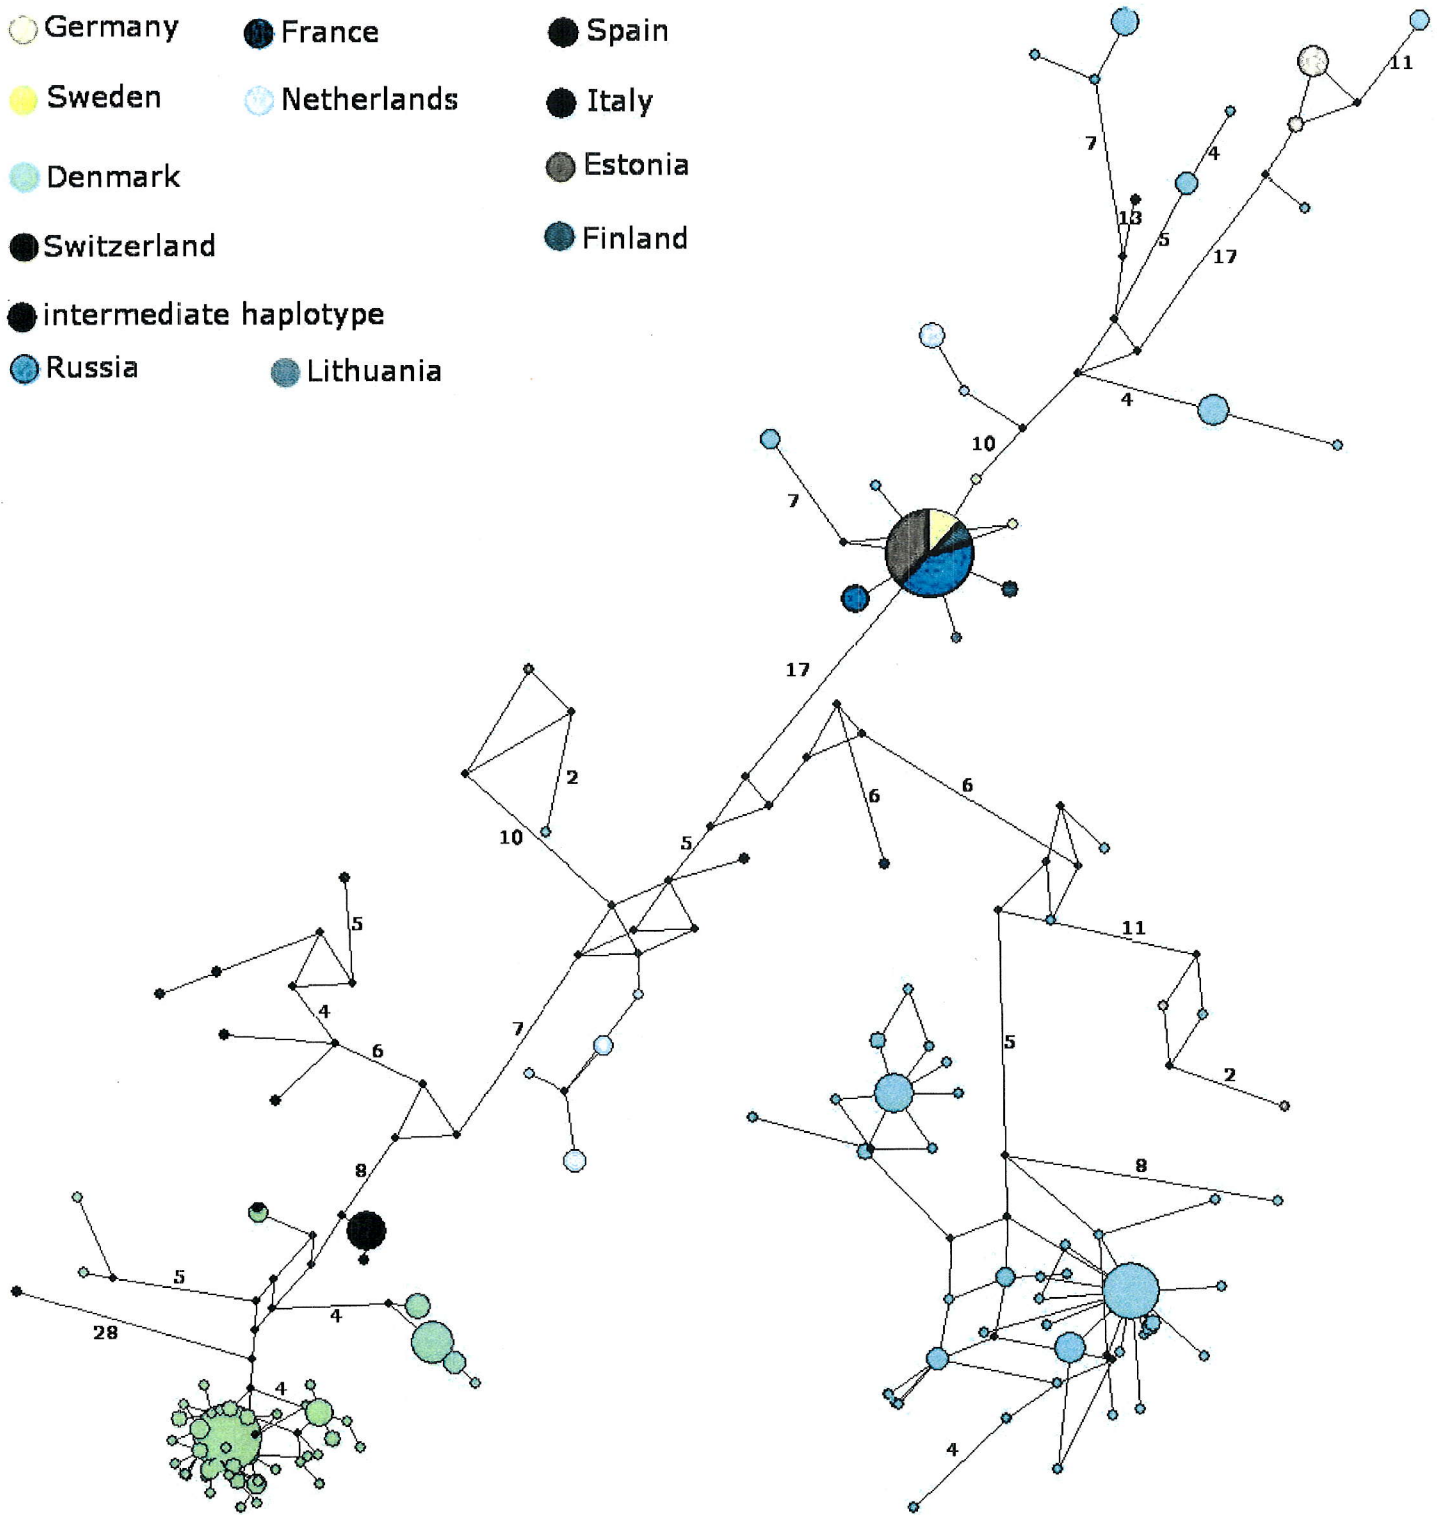 Germany
France
Spain
Sweden
Netherlands
Italy
Denmark
Estonia
Switzerland
Finland
intermediate haplotype
Russia
Lithuania
11
7
4
13
5
17
4
10
7
17
2
6
6
10
5
5
11
4
7
5
6
2
8
8
5
4
28
4
4